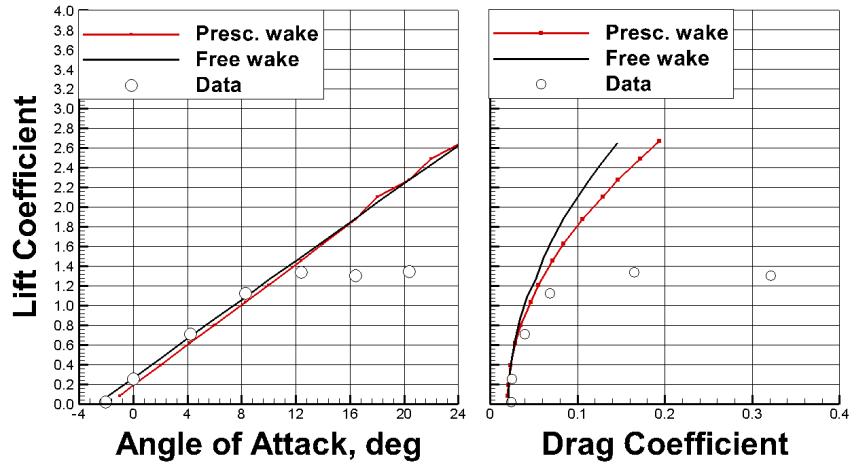 Presc. wake
Free wake
Data
Lift Coefficient
4.0
3.8
3.6
3.4
3.2
3.0
2.8
2.6
2.4
2.2
2.0
1.8
1.6
1.4
1.2
1.0
0.8
0.6
0.4
0.2
0.0
-4 0 4 8 12 16 20 24
Angle of Attack, deg
Presc. wake
Free wake
Data
0 0.1 0.2 0.3 0.4
Drag Coefficient